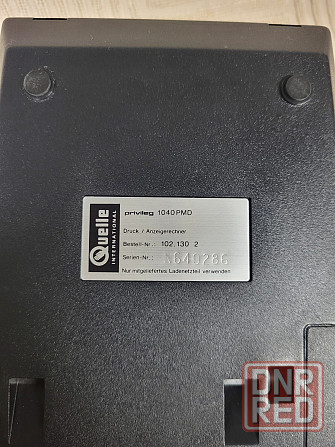 Quelle
INTERNATIONAL
privileg 1040 PMD
Druck / Anzeigerechner
Bestell-Nr.: 102 130 2
Serien-Nr.: N640286
Nur mitgeliefertes Ladenetzteil verwenden
DNR
RED